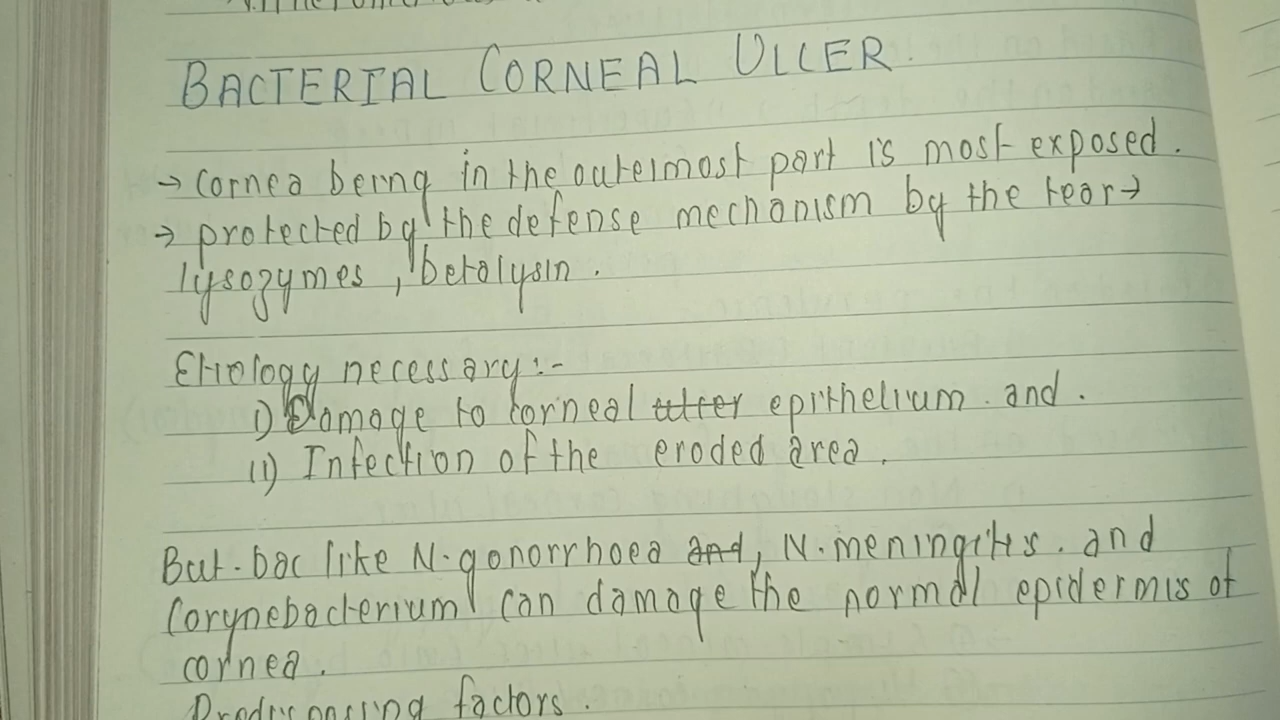 BACTERIAL CORNEAL ULCER.
→ cornea being in the outermost part is most exposed.
→ protected by the defense mechanism by the tear →
lysozymes, betalysin.
Etiology necessary:-
i) Damage to corneal ulcer epithelium. and.
ii) Infection of the eroded area.
But. bac like N. gonorrhoea and, N. meningitis. and
Corynebacterium can damage the normal epidermis of
cornea.
Predisposing factors.